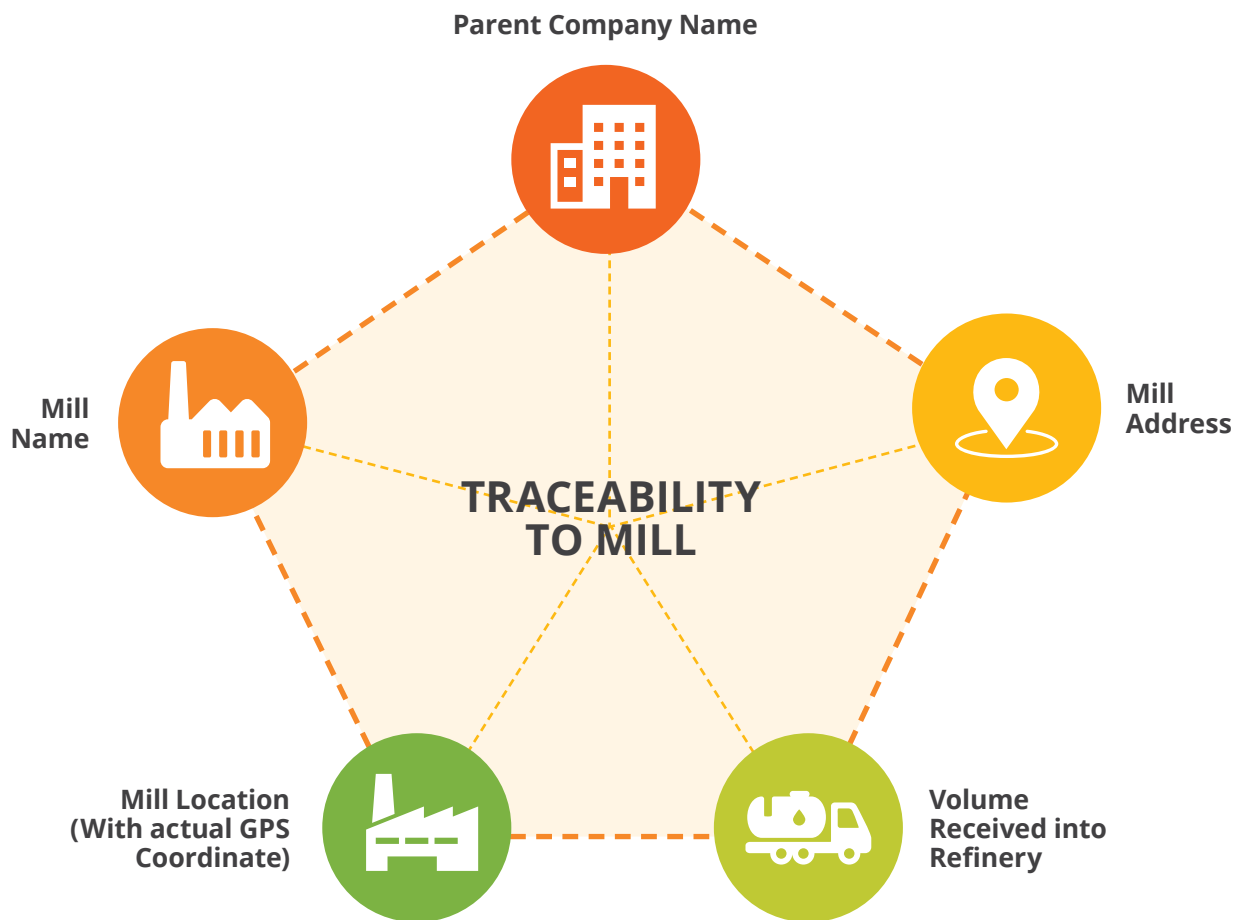 Parent Company Name
Mill
Name
Mill
Address
TRACEABILITY
TO MILL
Mill Location
(With actual GPS
Coordinate)
Volume
Received into
Refinery